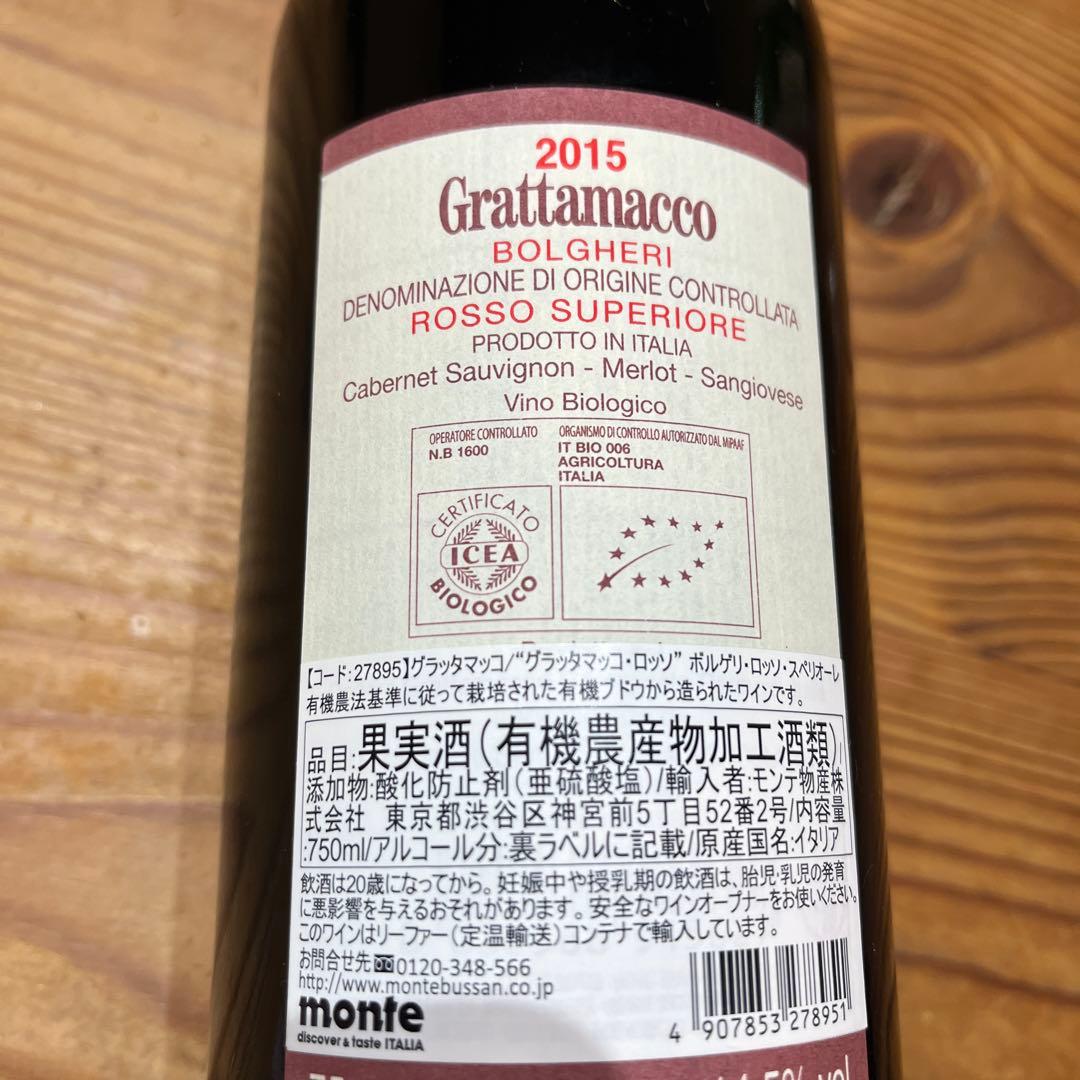 2015
Grattamacco
BOLGHERI
DENOMINAZIONE DI ORIGINE CONTROLLATA
ROSSO SUPERIORE
PRODOTTO IN ITALIA
Cabernet Sauvignon - Merlot - Sangiovese
Vino Biologico
OPERATORE CONTROLLATO
N.B 1600
ORGANISMO DI CONTROLLO AUTORIZZATO DAL MiPAAF
IT BIO 006
AGRICOLTURA
ITALIA
CERTIFICATO
ICEA
BIOLOGICO
【コード:27895】グラッタマッコ/“グラッタマッコ・ロッソ” ボルゲリ・ロッソ・スペリオーレ
有機農法基準に従って栽培された有機ブドウから造られたワインです。
品目:果実酒(有機農産物加工酒類)/
添加物:酸化防止剤(亜硫酸塩)/輸入者:モンテ物産株
式会社 東京都渋谷区神宮前5丁目52番2号/内容量
:750ml/アルコール分:裏ラベルに記載/原産国名:イタリア
飲酒は20歳になってから。妊娠中や授乳期の飲酒は、胎児・乳児の発育
に悪影響を与えるおそれがあります。安全なワインオープナーをお使いください。
このワインはリーファー(定温輸送)コンテナで輸入しています。
お問合せ先 0120-348-566
http://www.montebussan.co.jp
monte
discover & taste ITALIA
4 907853 278951